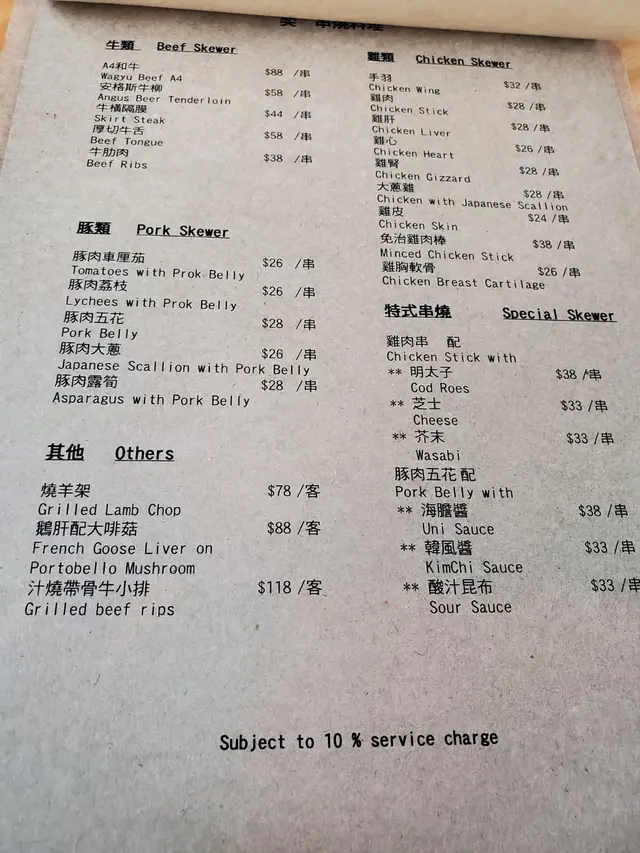 串燒料理
牛類 Beef Skewer
A4和牛
Wagyu Beef A4 $88 /串
安格斯牛柳
Angus Beer Tenderloin $58 /串
牛橫隔膜
Skirt Steak $44 /串
厚切牛舌
Beef Tongue $58 /串
牛肋肉
Beef Ribs $38 /串
豚類 Pork Skewer
豚肉車厘茄 $26 /串
Tomatoes with Prok Belly
豚肉荔枝 $26 /串
Lychees with Prok Belly
豚肉五花 $28 /串
Pork Belly
豚肉大蔥 $26 /串
Japanese Scallion with Pork Belly
豚肉露筍 $28 /串
Asparagus with Pork Belly
其他 Others
燒羊架 $78 /客
Grilled Lamb Chop
鵝肝配大啡菇 $88 /客
French Goose Liver on
Portobello Mushroom
汁燒帶骨牛小排 $118 /客
Grilled beef rips
雞類 Chicken Skewer
手羽
Chicken Wing $32 /串
雞肉
Chicken Stick $28 /串
雞肝
Chicken Liver $28 /串
雞心
Chicken Heart $26 /串
雞腎
Chicken Gizzard $28 /串
大蔥雞 $28 /串
Chicken with Japanese Scallion
雞皮 $24 /串
Chicken Skin
免治雞肉棒 $38 /串
Minced Chicken Stick
雞胸軟骨 $26 /串
Chicken Breast Cartilage
特式串燒 Special Skewer
雞肉串 配
Chicken Stick with
** 明太子 $38 /串
Cod Roes
** 芝士 $33 /串
Cheese
** 芥末 $33 /串
Wasabi
豚肉五花 配
Pork Belly with
** 海膽醬 $38 /串
Uni Sauce
** 韓風醬 $33 /串
KimChi Sauce
** 酸汁昆布 $33 /串
Sour Sauce
Subject to 10 % service charge